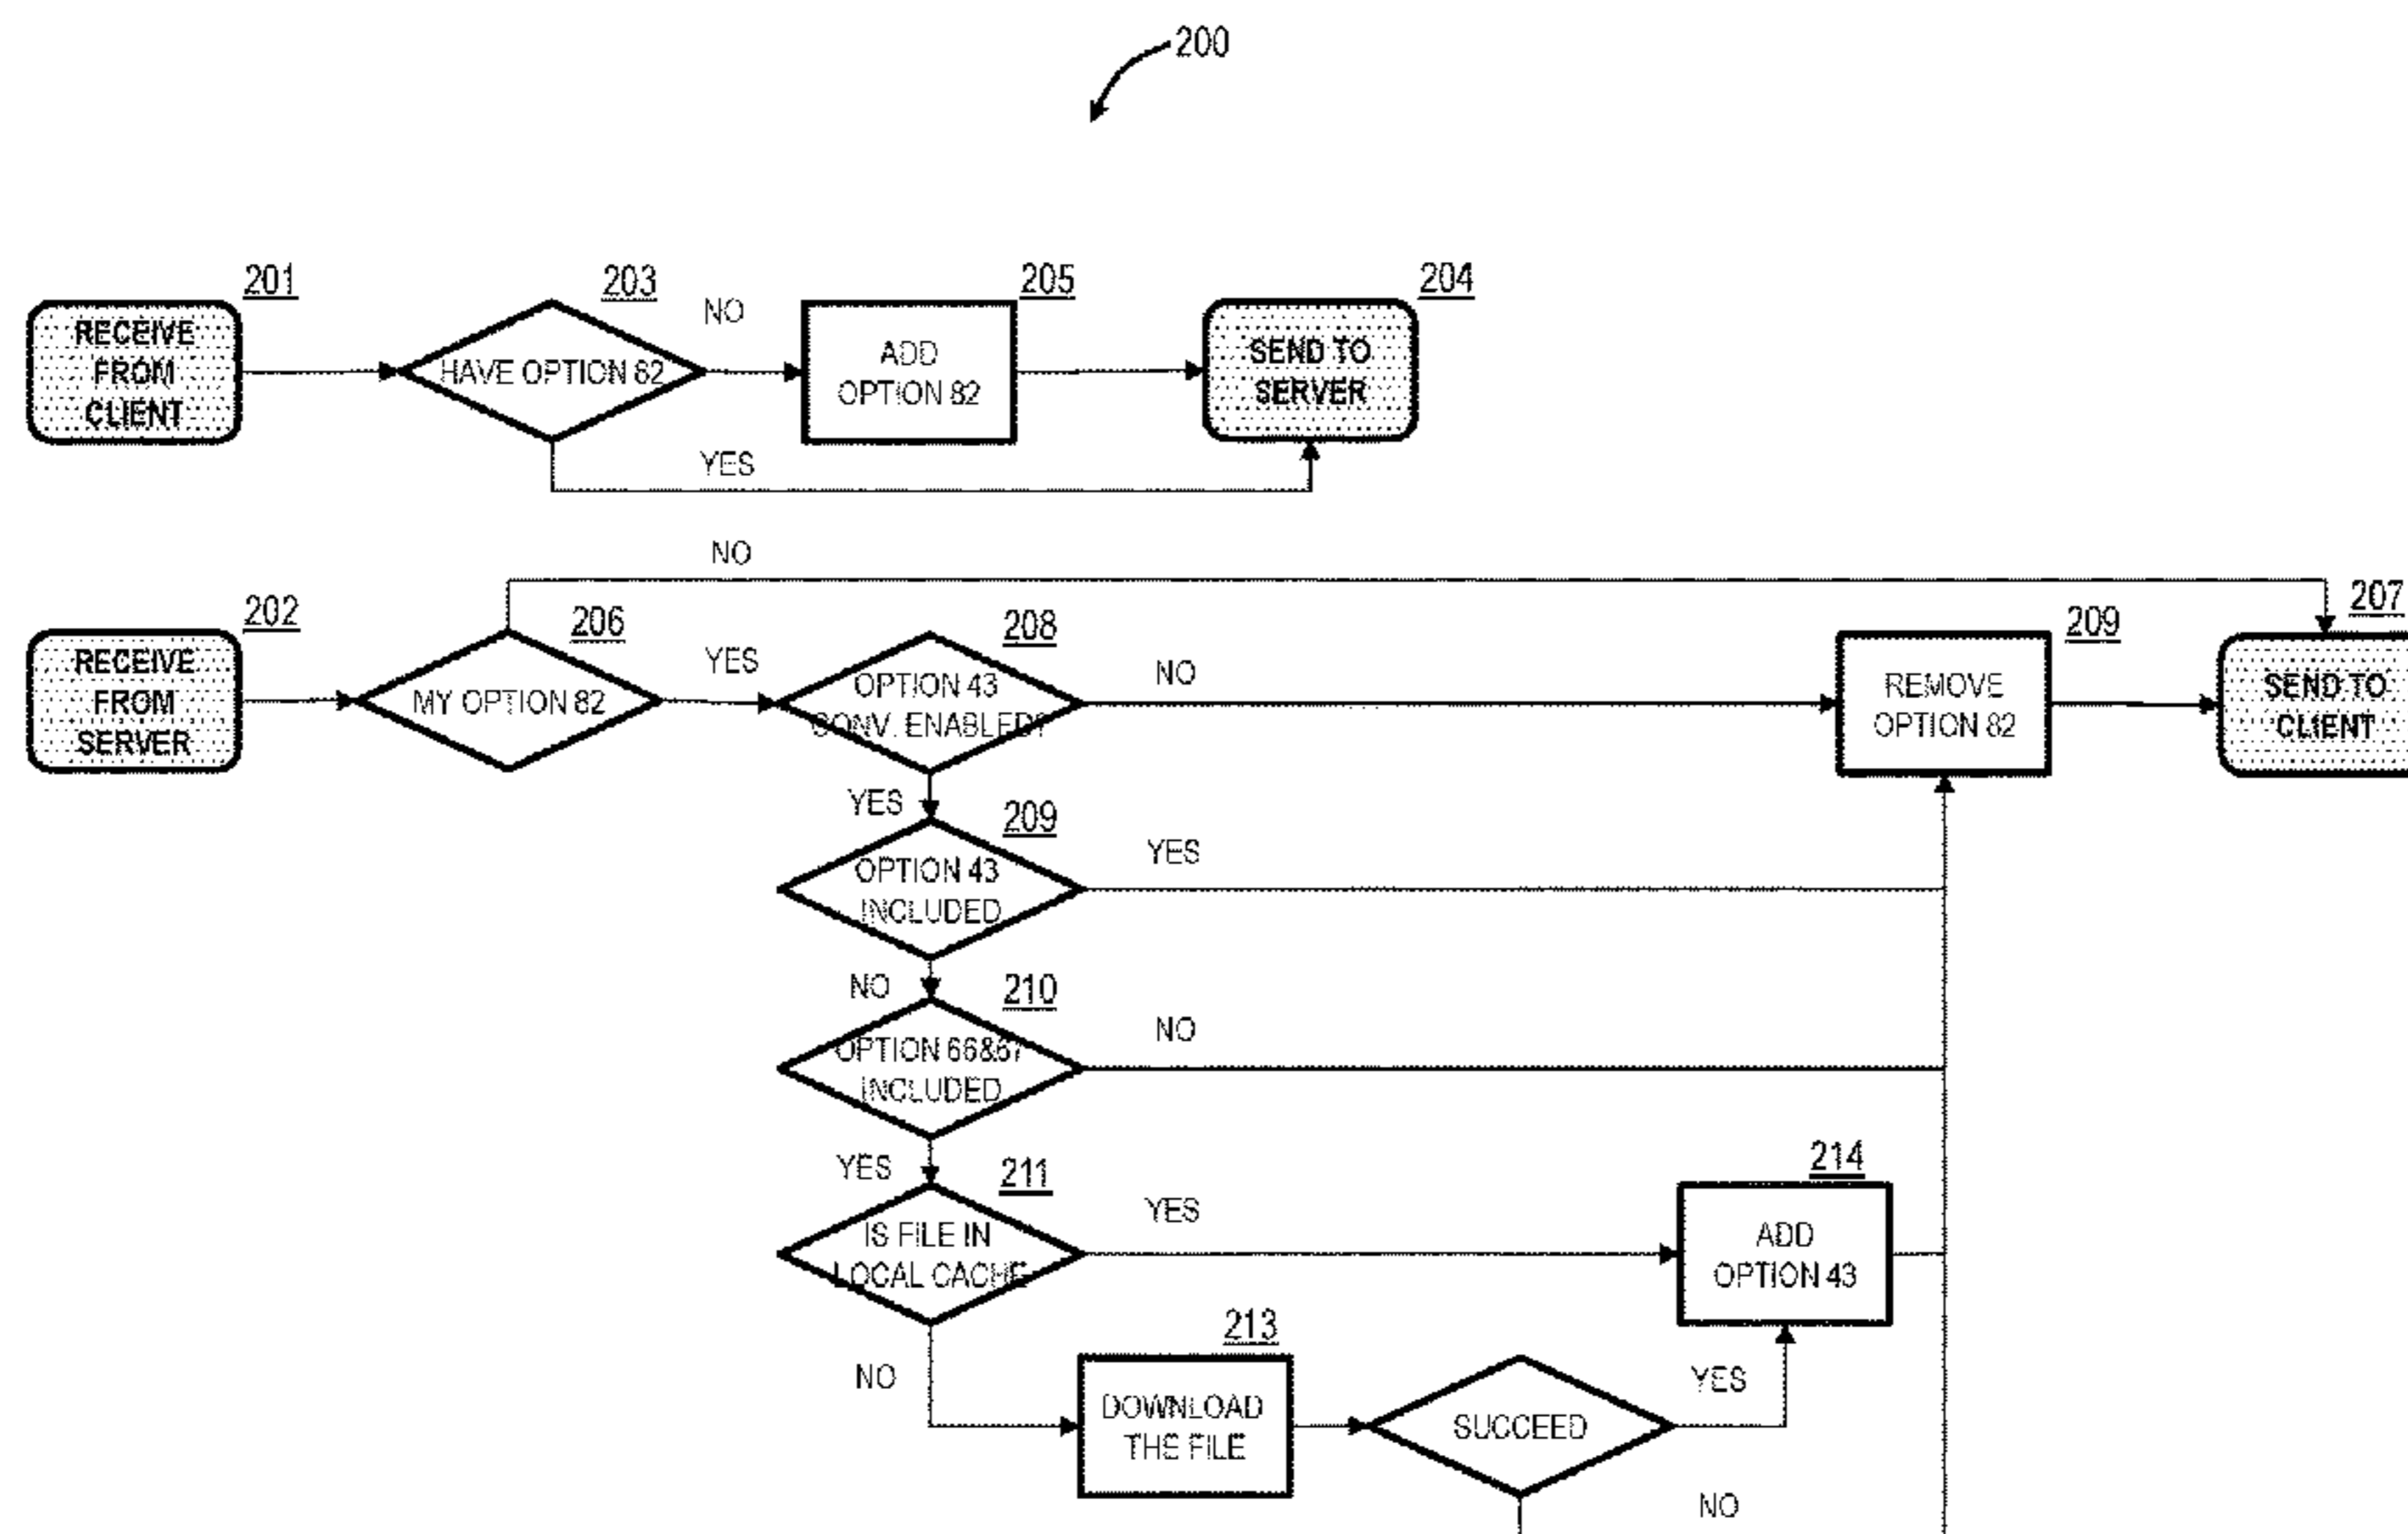 200
201
203
205
204
RECEIVE
FROM
CLIENT
HAVE OPTION 82
NO
ADD
OPTION 82
SEND TO
SERVER
YES
NO
202
206
208
209
207
RECEIVE
FROM
SERVER
MY OPTION 82
YES
OPTION 43
CONV. ENABLED?
NO
REMOVE
OPTION 82
SEND TO
CLIENT
YES
209
OPTION 43
INCLUDED
YES
NO
210
OPTION 66&67
INCLUDED
NO
YES
211
IS FILE IN
LOCAL CACHE
YES
214
ADD
OPTION 43
NO
213
DOWNLOAD
THE FILE
SUCCEED
YES
NO